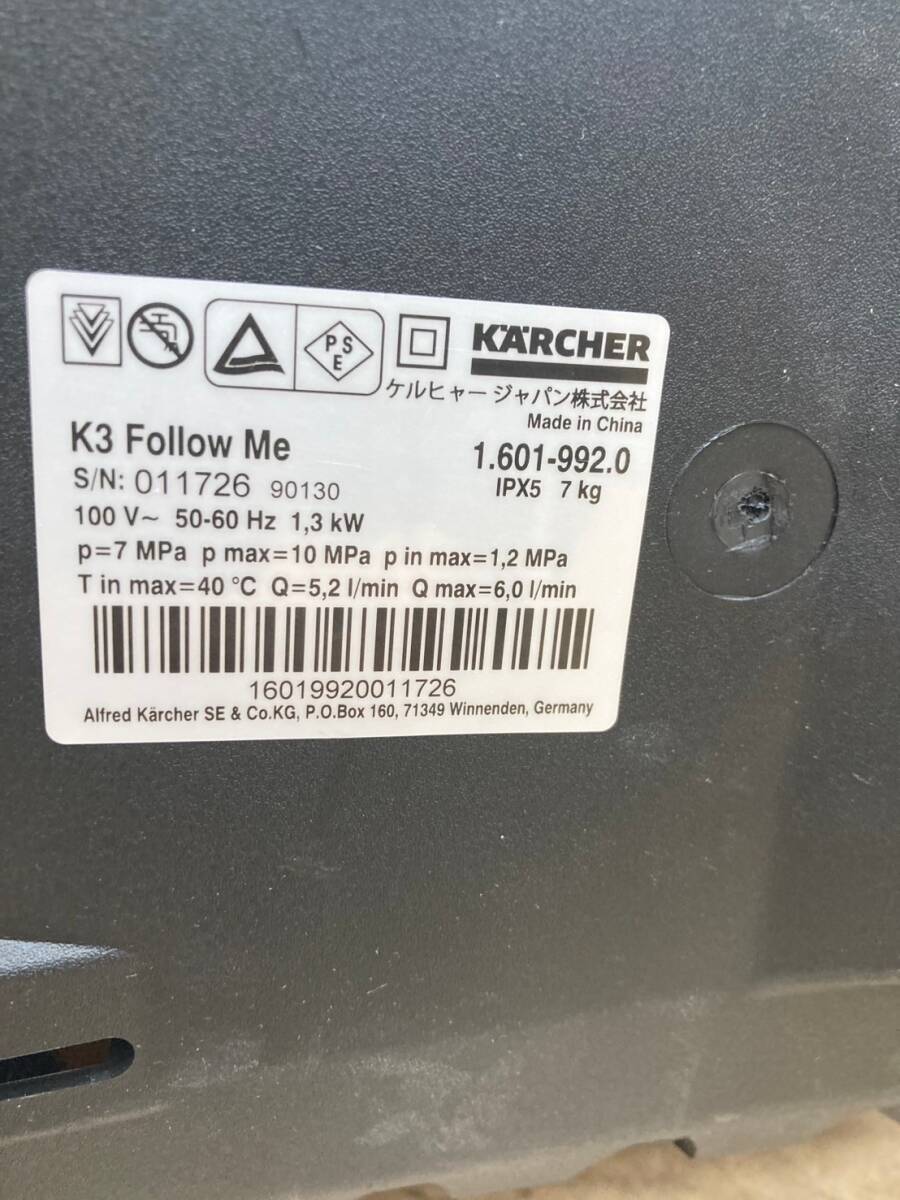 P S
E
KÄRCHER
ケルヒャー ジャパン株式会社
Made in China
K3 Follow Me
1.601-992.0
S/N: 011726 90130
IPX5 7 kg
100 V~ 50-60 Hz 1,3 kW
p=7 MPa p max=10 MPa p in max=1,2 MPa
T in max=40 °C Q=5,2 l/min Q max=6,0 l/min
16019920011726
Alfred Kärcher SE & Co.KG, P.O.Box 160, 71349 Winnenden, Germany